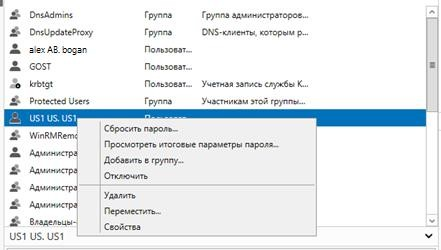 DnsAdmins Группа Группа администраторов...
DnsUpdateProxy Группа DNS-клиенты, которым р...
alex AB. bogan Пользоват...
GOST Пользоват...
krbtgt Пользоват... Учетная запись службы К...
Protected Users Группа Участникам этой группы...
US1 US. US1
WinRMRemo
Сбросить пароль...
Просмотреть итоговые параметры пароля...
Добавить в группу...
Отключить
Удалить
Переместить...
Свойства
Админист
Администра
Администра
Администра
Владельцы-
US1 US. US1